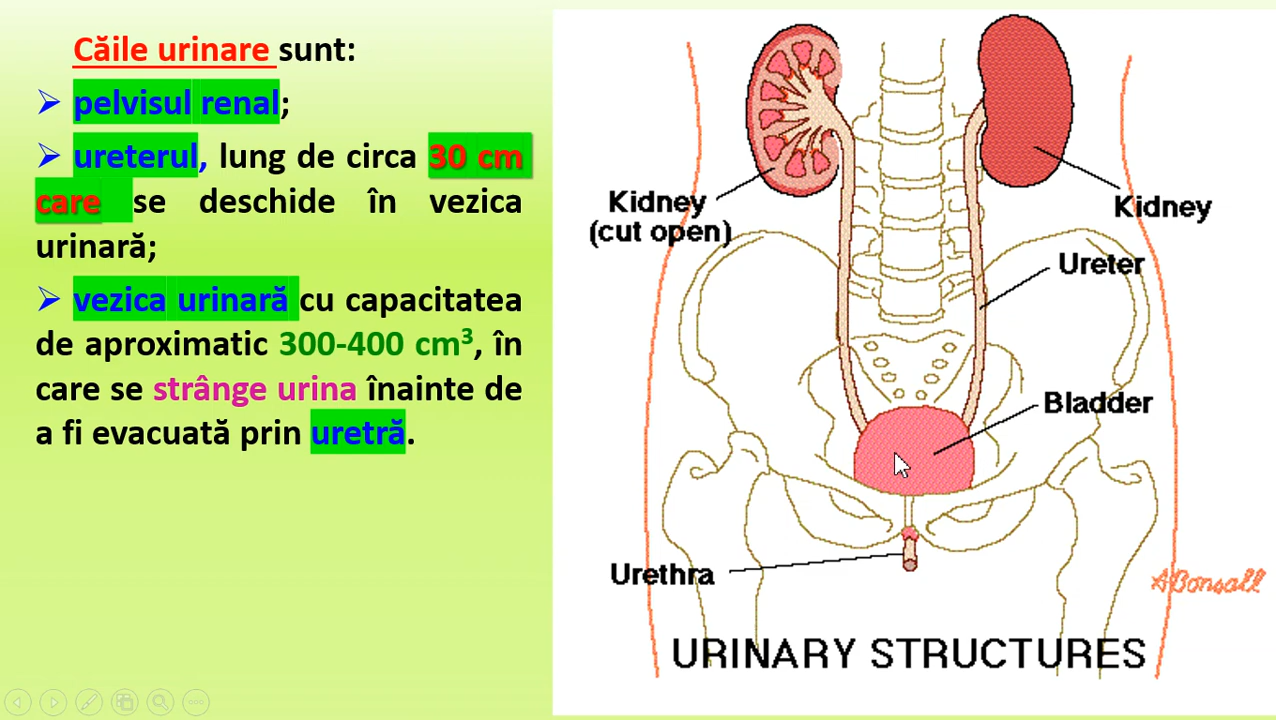 Căile urinare sunt:
➢ pelvisul renal;
➢ ureterul, lung de circa 30 cm
care se deschide în vezica
urinară;
➢ vezica urinară cu capacitatea
de aproximatic 300-400 cm³, în
care se strânge urina înainte de
a fi evacuată prin uretră.
Kidney
(cut open)
Kidney
Ureter
Bladder
Urethra
ABonsall
URINARY STRUCTURES